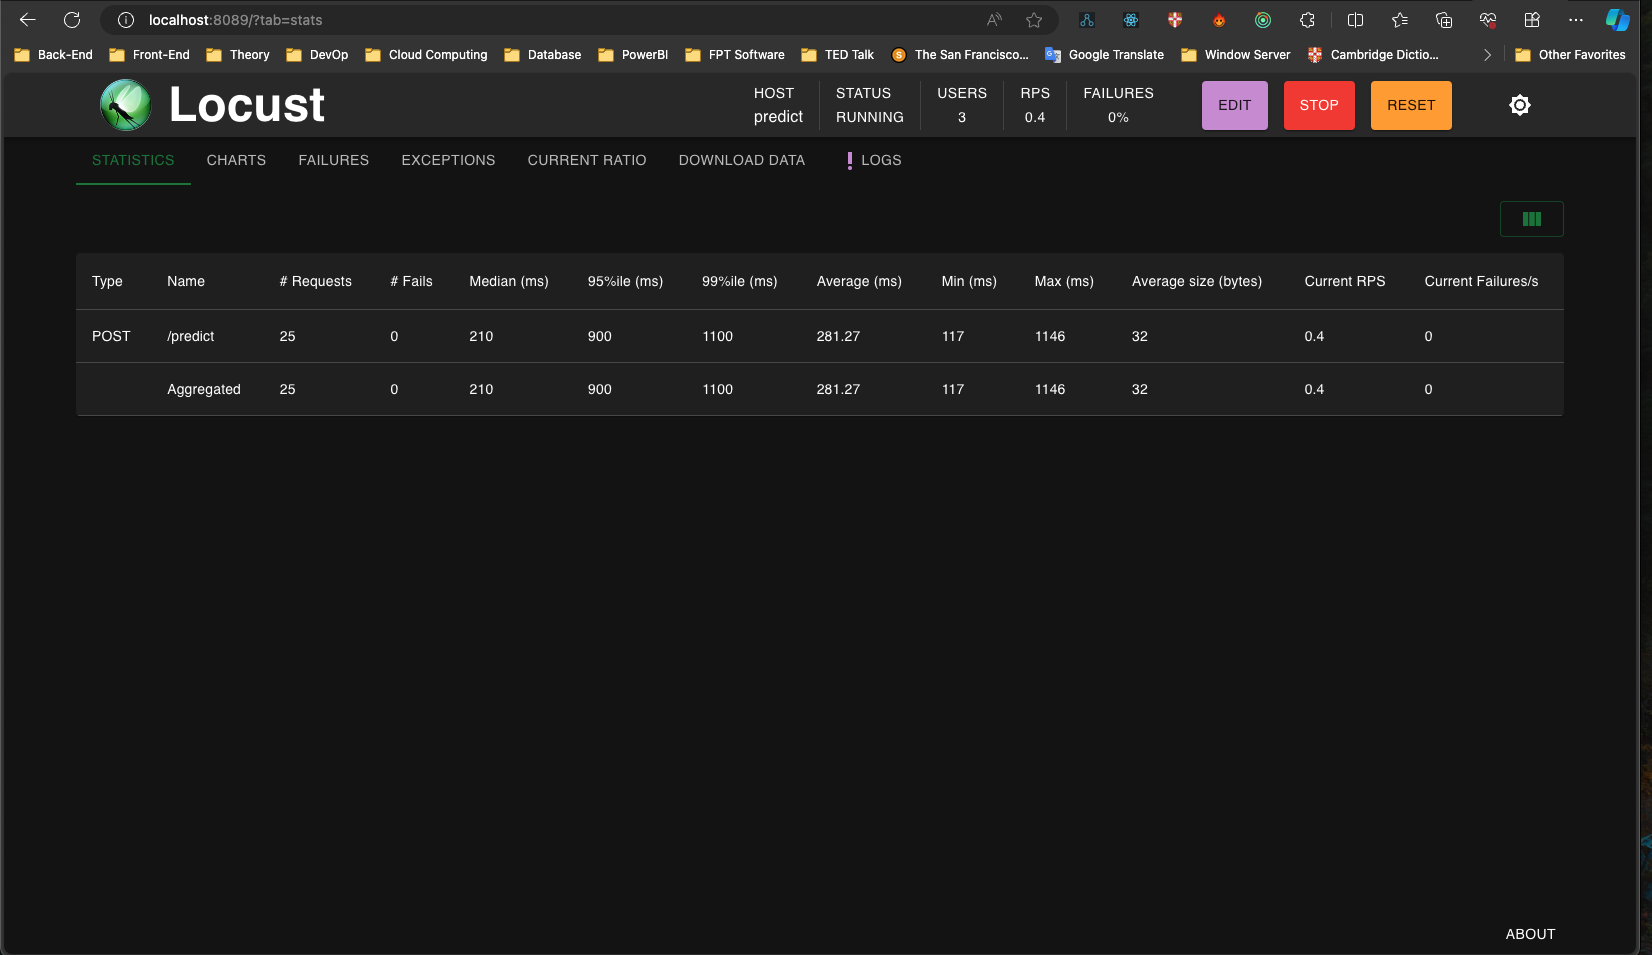 localhost:8089/?tab=stats
Back-End Front-End Theory DevOp Cloud Computing Database PowerBI FPT Software TED Talk The San Francisco... Google Translate Window Server Cambridge Dictio... Other Favorites
Locust
HOST STATUS USERS RPS FAILURES
predict RUNNING 3 0.4 0%
EDIT STOP RESET
STATISTICS CHARTS FAILURES EXCEPTIONS CURRENT RATIO DOWNLOAD DATA LOGS
Type Name # Requests # Fails Median (ms) 95%ile (ms) 99%ile (ms) Average (ms) Min (ms) Max (ms) Average size (bytes) Current RPS Current Failures/s
POST /predict 25 0 210 900 1100 281.27 117 1146 32 0.4 0
Aggregated 25 0 210 900 1100 281.27 117 1146 32 0.4 0
ABOUT